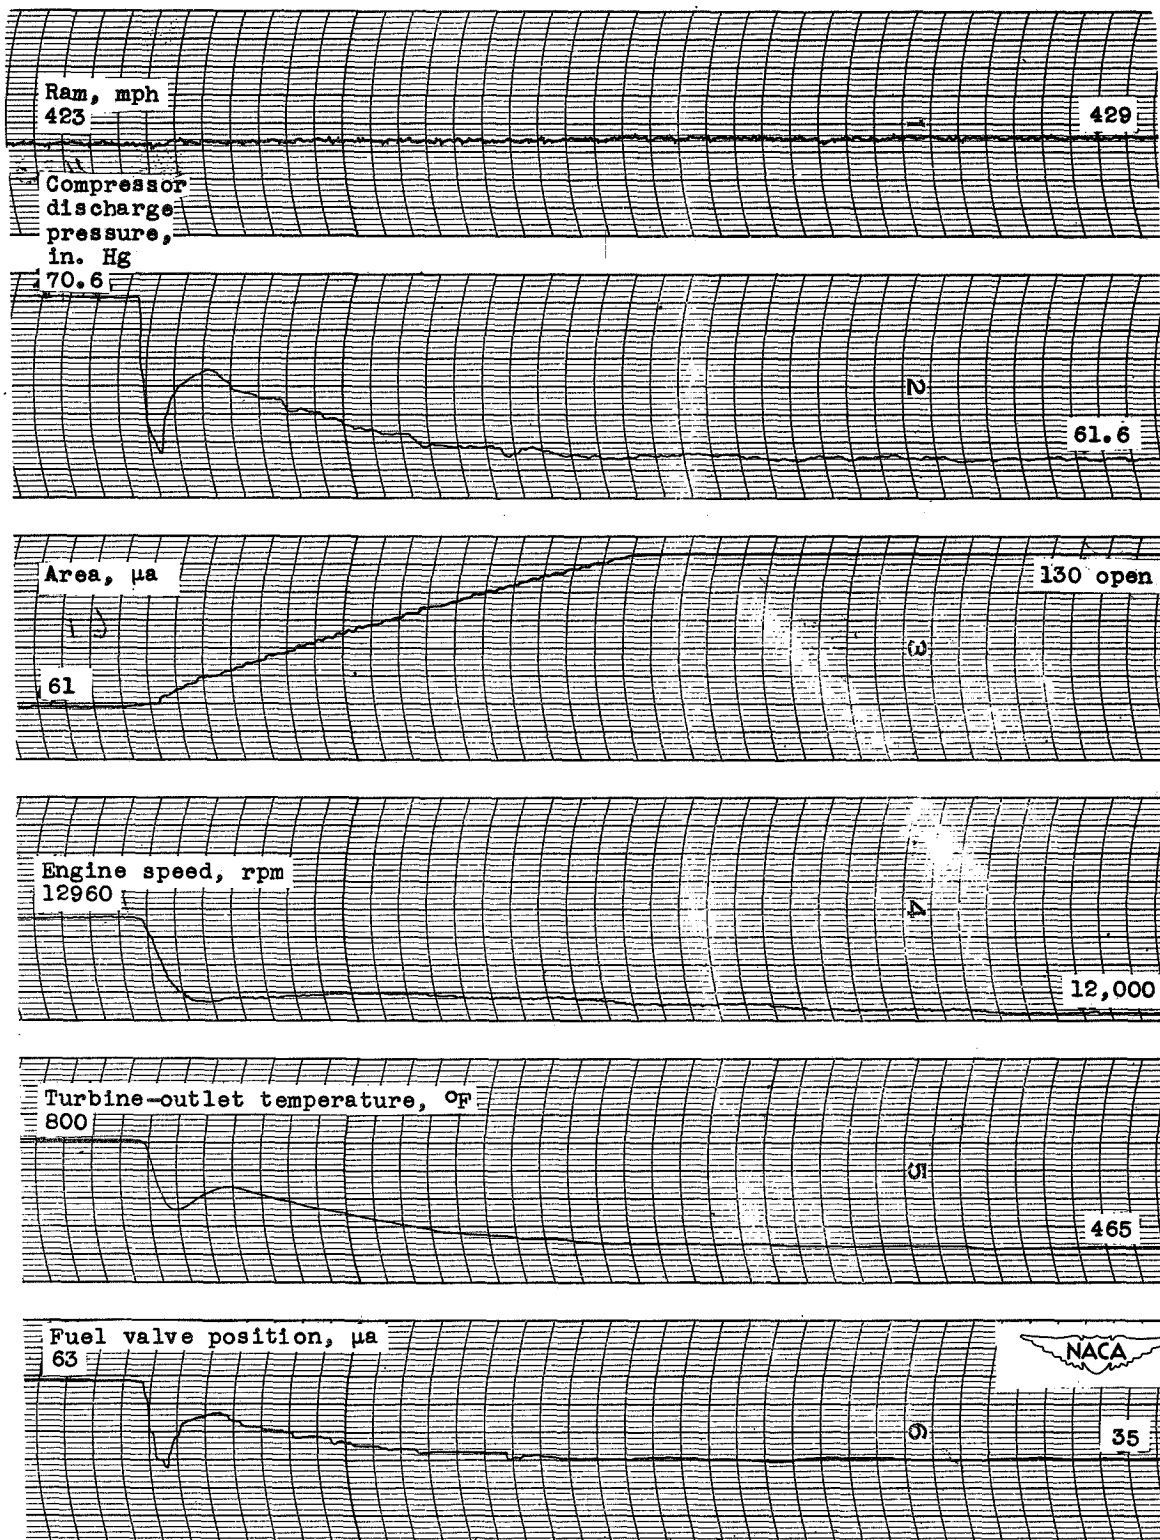 Ram, mph
423
429
1
Compressor
discharge
pressure,
in. Hg
70.6
2
61.6
Area, µa
130 open
3
61
Engine speed, rpm
12960
4
12,000
Turbine-outlet temperature, °F
800
5
465
Fuel valve position, µa
63
NACA
6
35